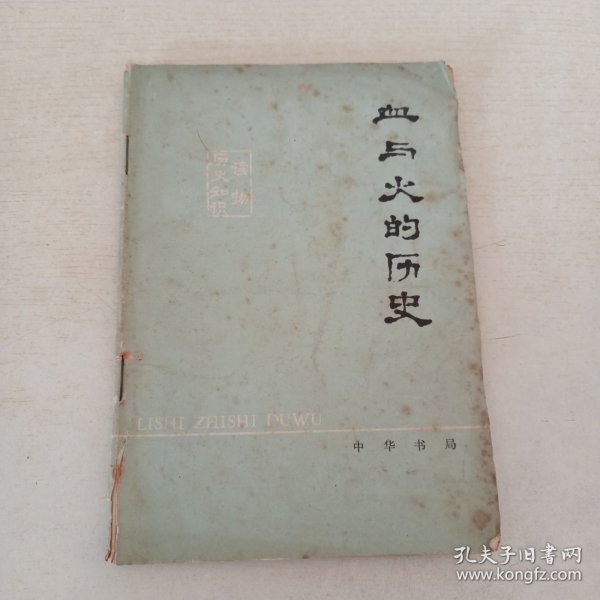 血与火的历史
历史知识
读物
LISHI ZHISHI DUWU
中华书局
孔夫子旧书网
www.kongfz.com